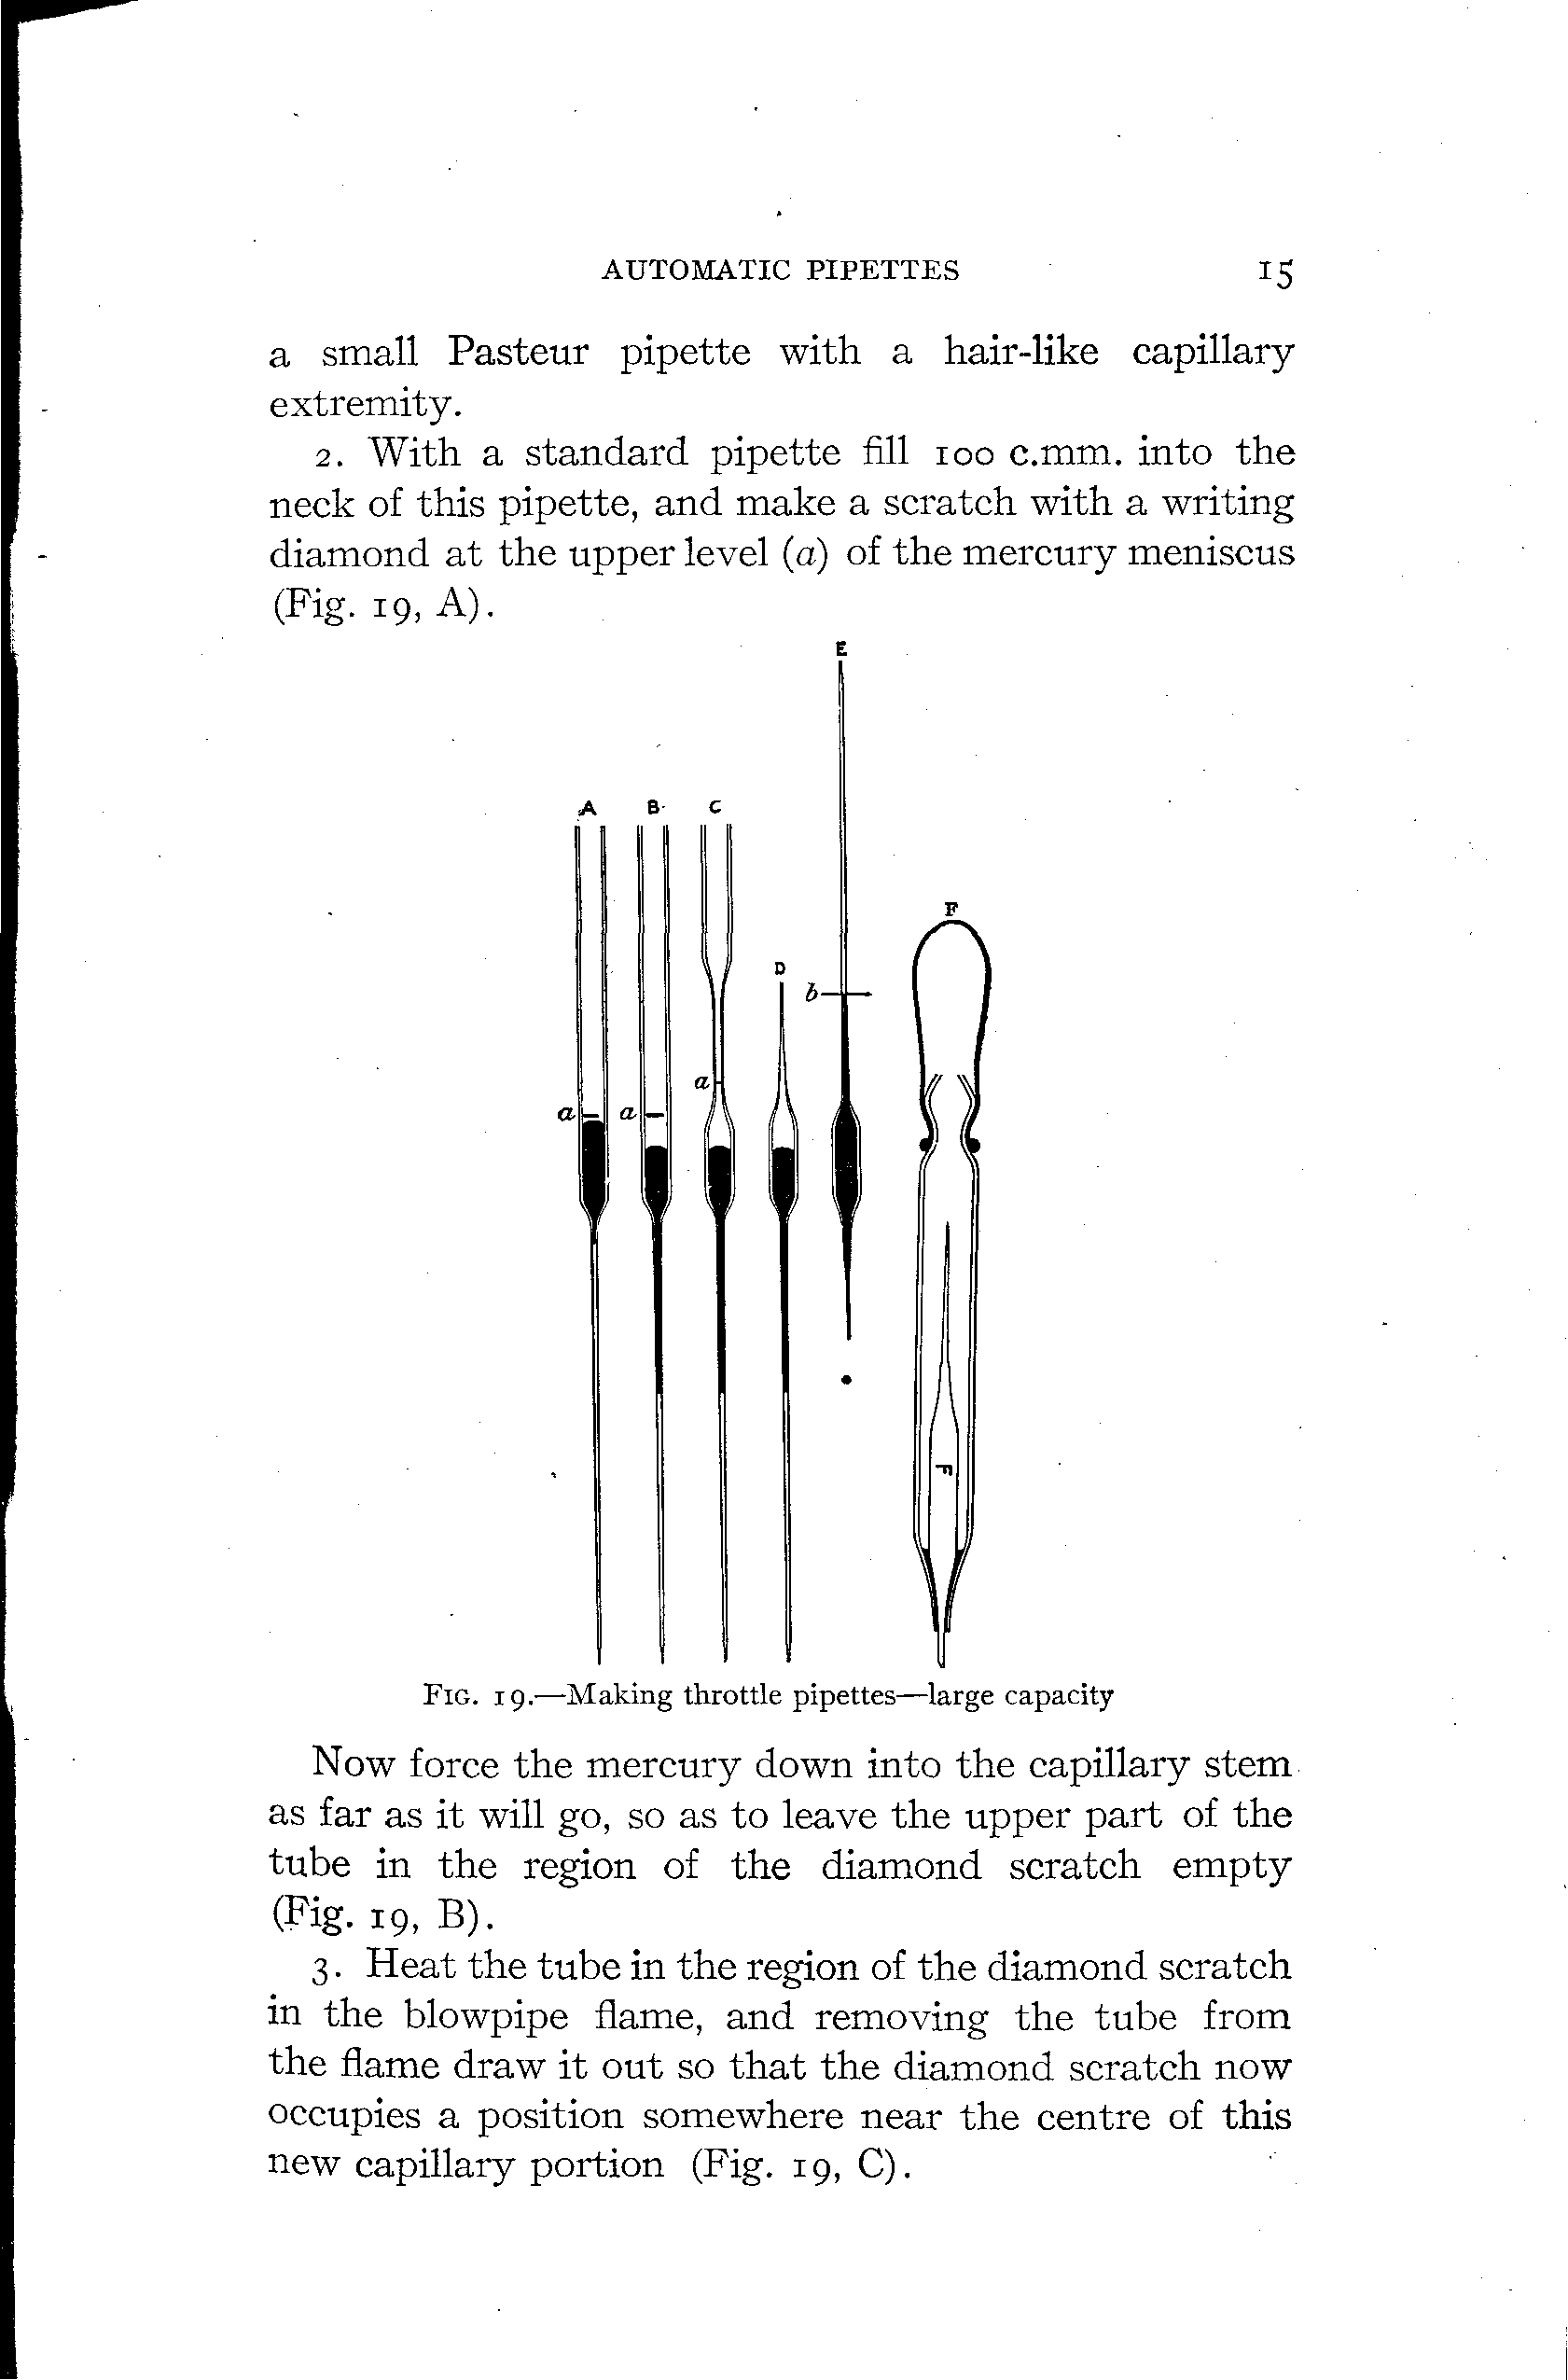 AUTOMATIC PIPETTES 15
a small Pasteur pipette with a hair-like capillary
extremity.
2. With a standard pipette fill 100 c.mm. into the
neck of this pipette, and make a scratch with a writing
diamond at the upper level (a) of the mercury meniscus
(Fig. 19, A).
E
A B C
F
D
b
a
a a
F
FIG. 19.—Making throttle pipettes—large capacity
Now force the mercury down into the capillary stem
as far as it will go, so as to leave the upper part of the
tube in the region of the diamond scratch empty
(Fig. 19, B).
3. Heat the tube in the region of the diamond scratch
in the blowpipe flame, and removing the tube from
the flame draw it out so that the diamond scratch now
occupies a position somewhere near the centre of this
new capillary portion (Fig. 19, C).